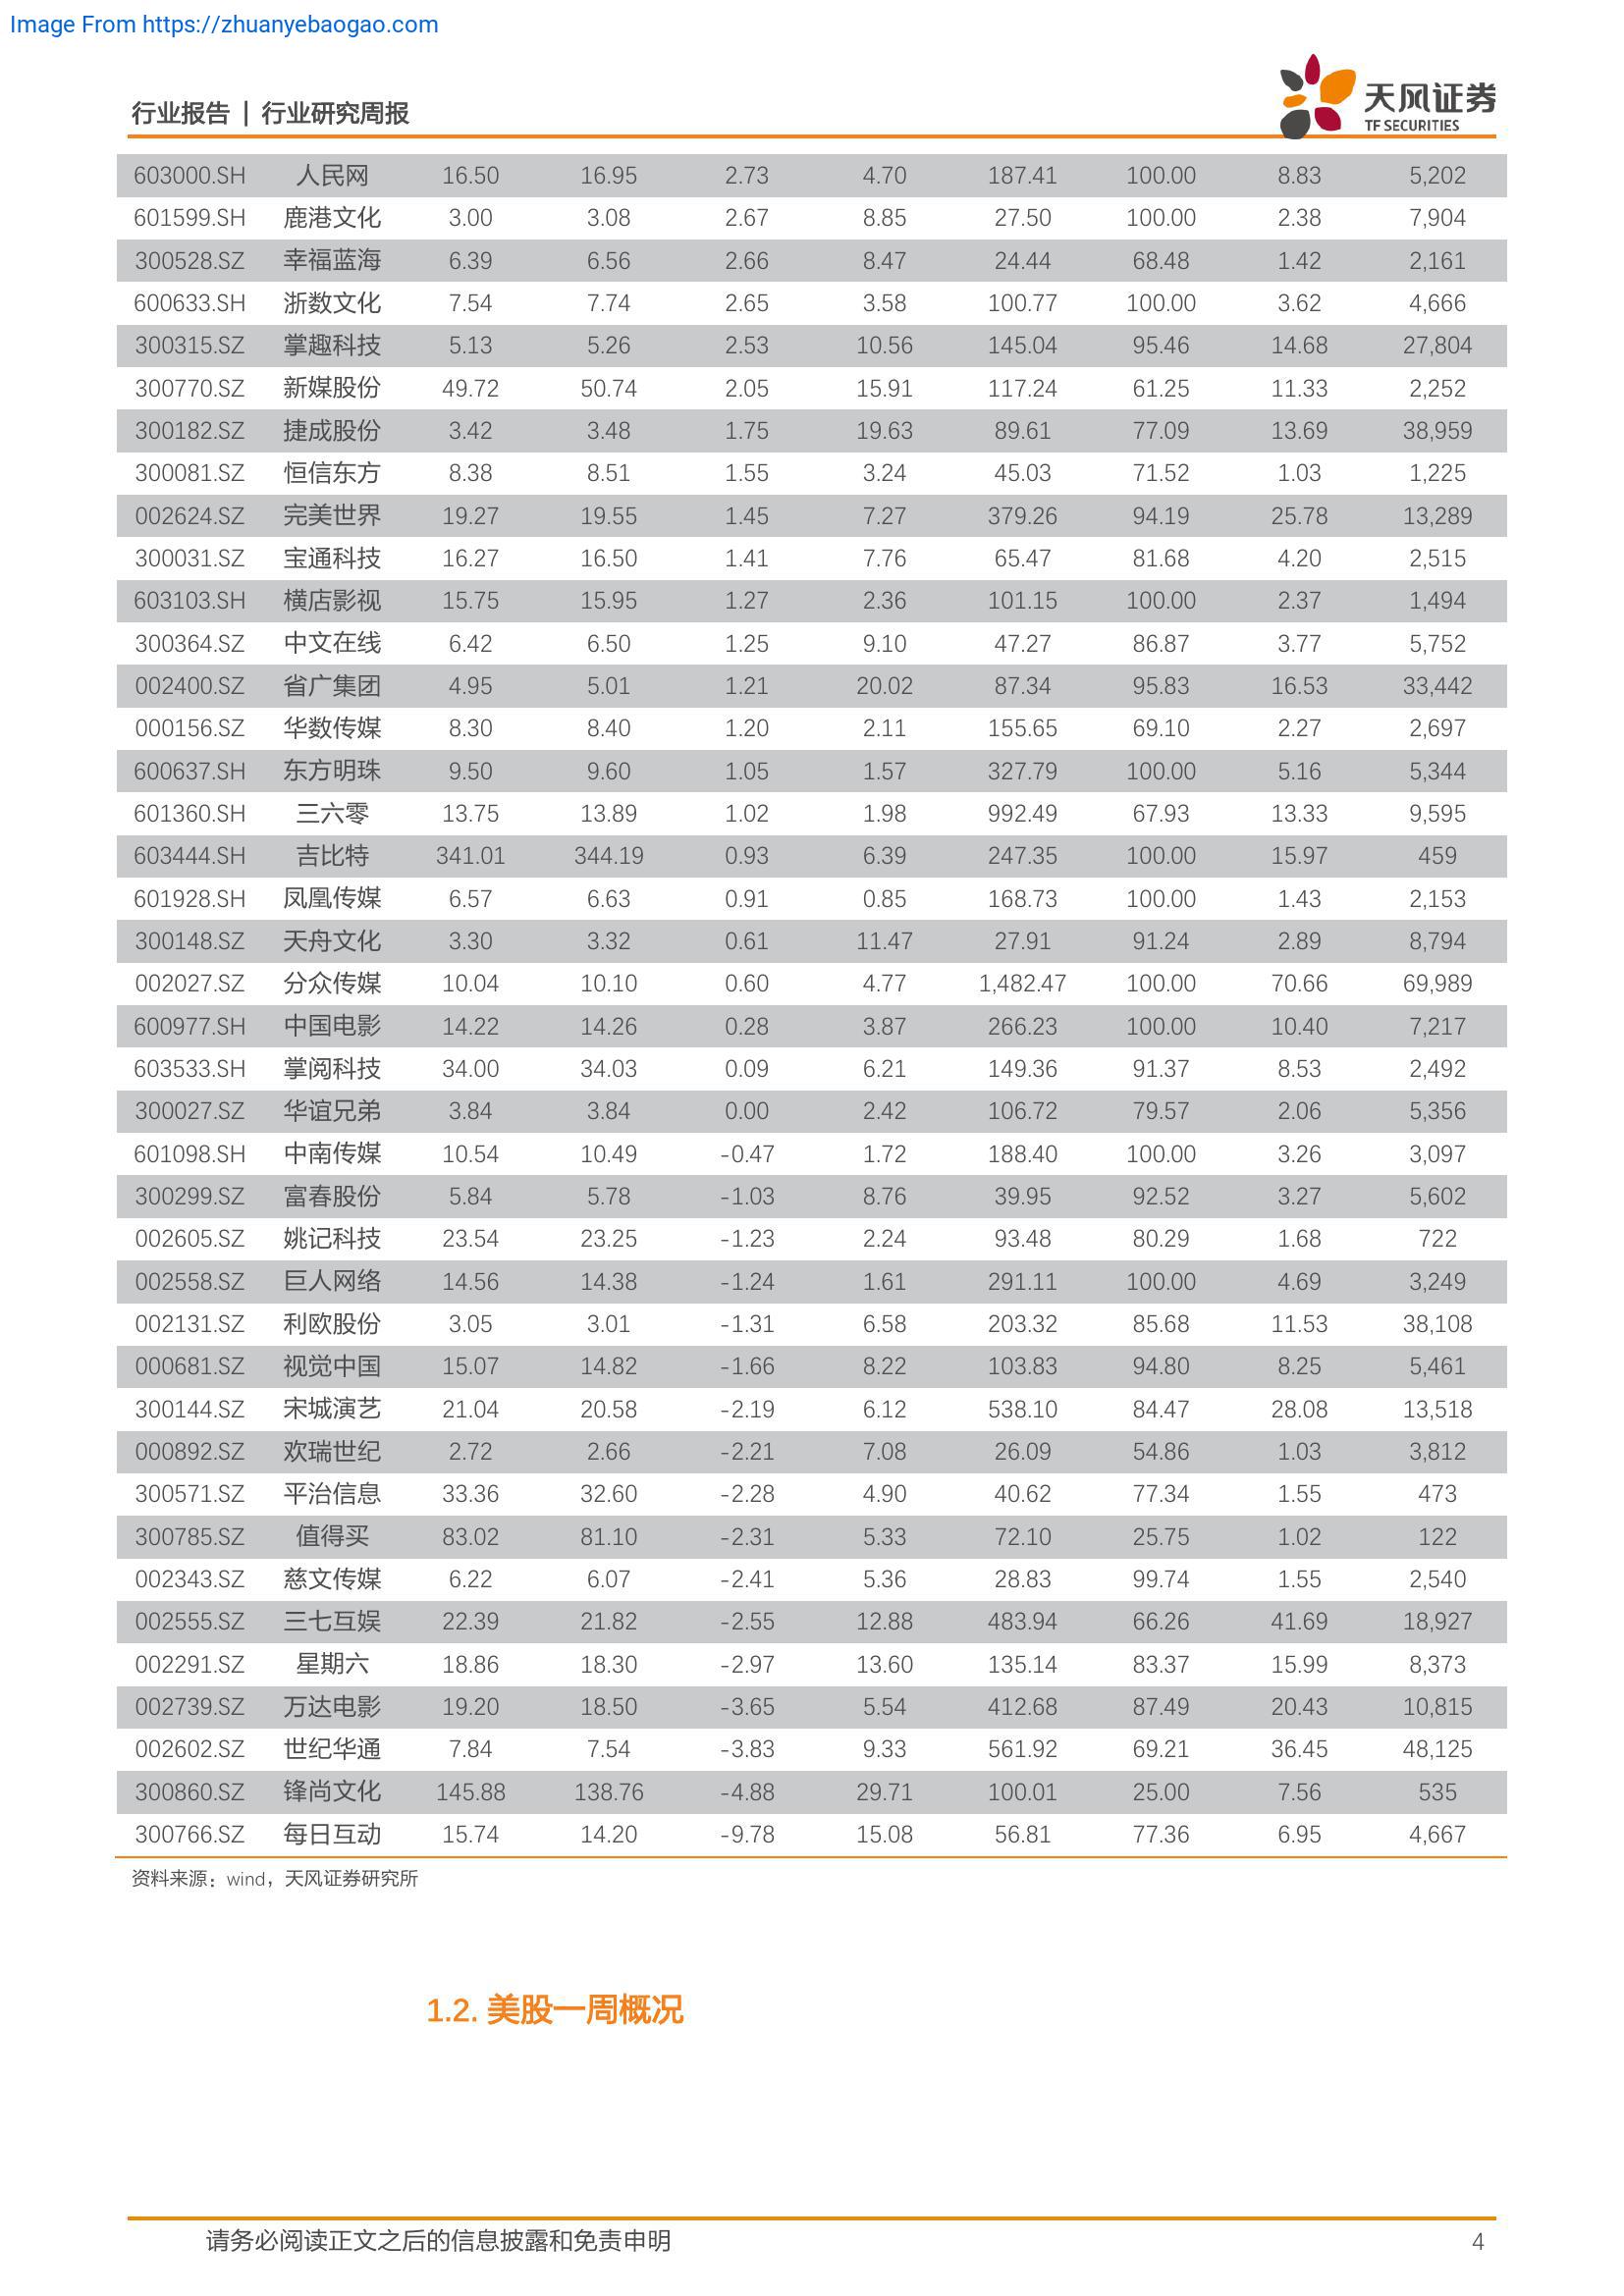 Image From https://zhuanyebaogao.com
行业报告 | 行业研究周报
天风证券
TF SECURITIES
603000.SH 人民网 16.50 16.95 2.73 4.70 187.41 100.00 8.83 5,202
601599.SH 鹿港文化 3.00 3.08 2.67 8.85 27.50 100.00 2.38 7,904
300528.SZ 幸福蓝海 6.39 6.56 2.66 8.47 24.44 68.48 1.42 2,161
600633.SH 浙数文化 7.54 7.74 2.65 3.58 100.77 100.00 3.62 4,666
300315.SZ 掌趣科技 5.13 5.26 2.53 10.56 145.04 95.46 14.68 27,804
300770.SZ 新媒股份 49.72 50.74 2.05 15.91 117.24 61.25 11.33 2,252
300182.SZ 捷成股份 3.42 3.48 1.75 19.63 89.61 77.09 13.69 38,959
300081.SZ 恒信东方 8.38 8.51 1.55 3.24 45.03 71.52 1.03 1,225
002624.SZ 完美世界 19.27 19.55 1.45 7.27 379.26 94.19 25.78 13,289
300031.SZ 宝通科技 16.27 16.50 1.41 7.76 65.47 81.68 4.20 2,515
603103.SH 横店影视 15.75 15.95 1.27 2.36 101.15 100.00 2.37 1,494
300364.SZ 中文在线 6.42 6.50 1.25 9.10 47.27 86.87 3.77 5,752
002400.SZ 省广集团 4.95 5.01 1.21 20.02 87.34 95.83 16.53 33,442
000156.SZ 华数传媒 8.30 8.40 1.20 2.11 155.65 69.10 2.27 2,697
600637.SH 东方明珠 9.50 9.60 1.05 1.57 327.79 100.00 5.16 5,344
601360.SH 三六零 13.75 13.89 1.02 1.98 992.49 67.93 13.33 9,595
603444.SH 吉比特 341.01 344.19 0.93 6.39 247.35 100.00 15.97 459
601928.SH 凤凰传媒 6.57 6.63 0.91 0.85 168.73 100.00 1.43 2,153
300148.SZ 天舟文化 3.30 3.32 0.61 11.47 27.91 91.24 2.89 8,794
002027.SZ 分众传媒 10.04 10.10 0.60 4.77 1,482.47 100.00 70.66 69,989
600977.SH 中国电影 14.22 14.26 0.28 3.87 266.23 100.00 10.40 7,217
603533.SH 掌阅科技 34.00 34.03 0.09 6.21 149.36 91.37 8.53 2,492
300027.SZ 华谊兄弟 3.84 3.84 0.00 2.42 106.72 79.57 2.06 5,356
601098.SH 中南传媒 10.54 10.49 -0.47 1.72 188.40 100.00 3.26 3,097
300299.SZ 富春股份 5.84 5.78 -1.03 8.76 39.95 92.52 3.27 5,602
002605.SZ 姚记科技 23.54 23.25 -1.23 2.24 93.48 80.29 1.68 722
002558.SZ 巨人网络 14.56 14.38 -1.24 1.61 291.11 100.00 4.69 3,249
002131.SZ 利欧股份 3.05 3.01 -1.31 6.58 203.32 85.68 11.53 38,108
000681.SZ 视觉中国 15.07 14.82 -1.66 8.22 103.83 94.80 8.25 5,461
300144.SZ 宋城演艺 21.04 20.58 -2.19 6.12 538.10 84.47 28.08 13,518
000892.SZ 欢瑞世纪 2.72 2.66 -2.21 7.08 26.09 54.86 1.03 3,812
300571.SZ 平治信息 33.36 32.60 -2.28 4.90 40.62 77.34 1.55 473
300785.SZ 值得买 83.02 81.10 -2.31 5.33 72.10 25.75 1.02 122
002343.SZ 慈文传媒 6.22 6.07 -2.41 5.36 28.83 99.74 1.55 2,540
002555.SZ 三七互娱 22.39 21.82 -2.55 12.88 483.94 66.26 41.69 18,927
002291.SZ 星期六 18.86 18.30 -2.97 13.60 135.14 83.37 15.99 8,373
002739.SZ 万达电影 19.20 18.50 -3.65 5.54 412.68 87.49 20.43 10,815
002602.SZ 世纪华通 7.84 7.54 -3.83 9.33 561.92 69.21 36.45 48,125
300860.SZ 锋尚文化 145.88 138.76 -4.88 29.71 100.01 25.00 7.56 535
300766.SZ 每日互动 15.74 14.20 -9.78 15.08 56.81 77.36 6.95 4,667
资料来源：wind，天风证券研究所
1.2. 美股一周概况
请务必阅读正文之后的信息披露和免责申明 4